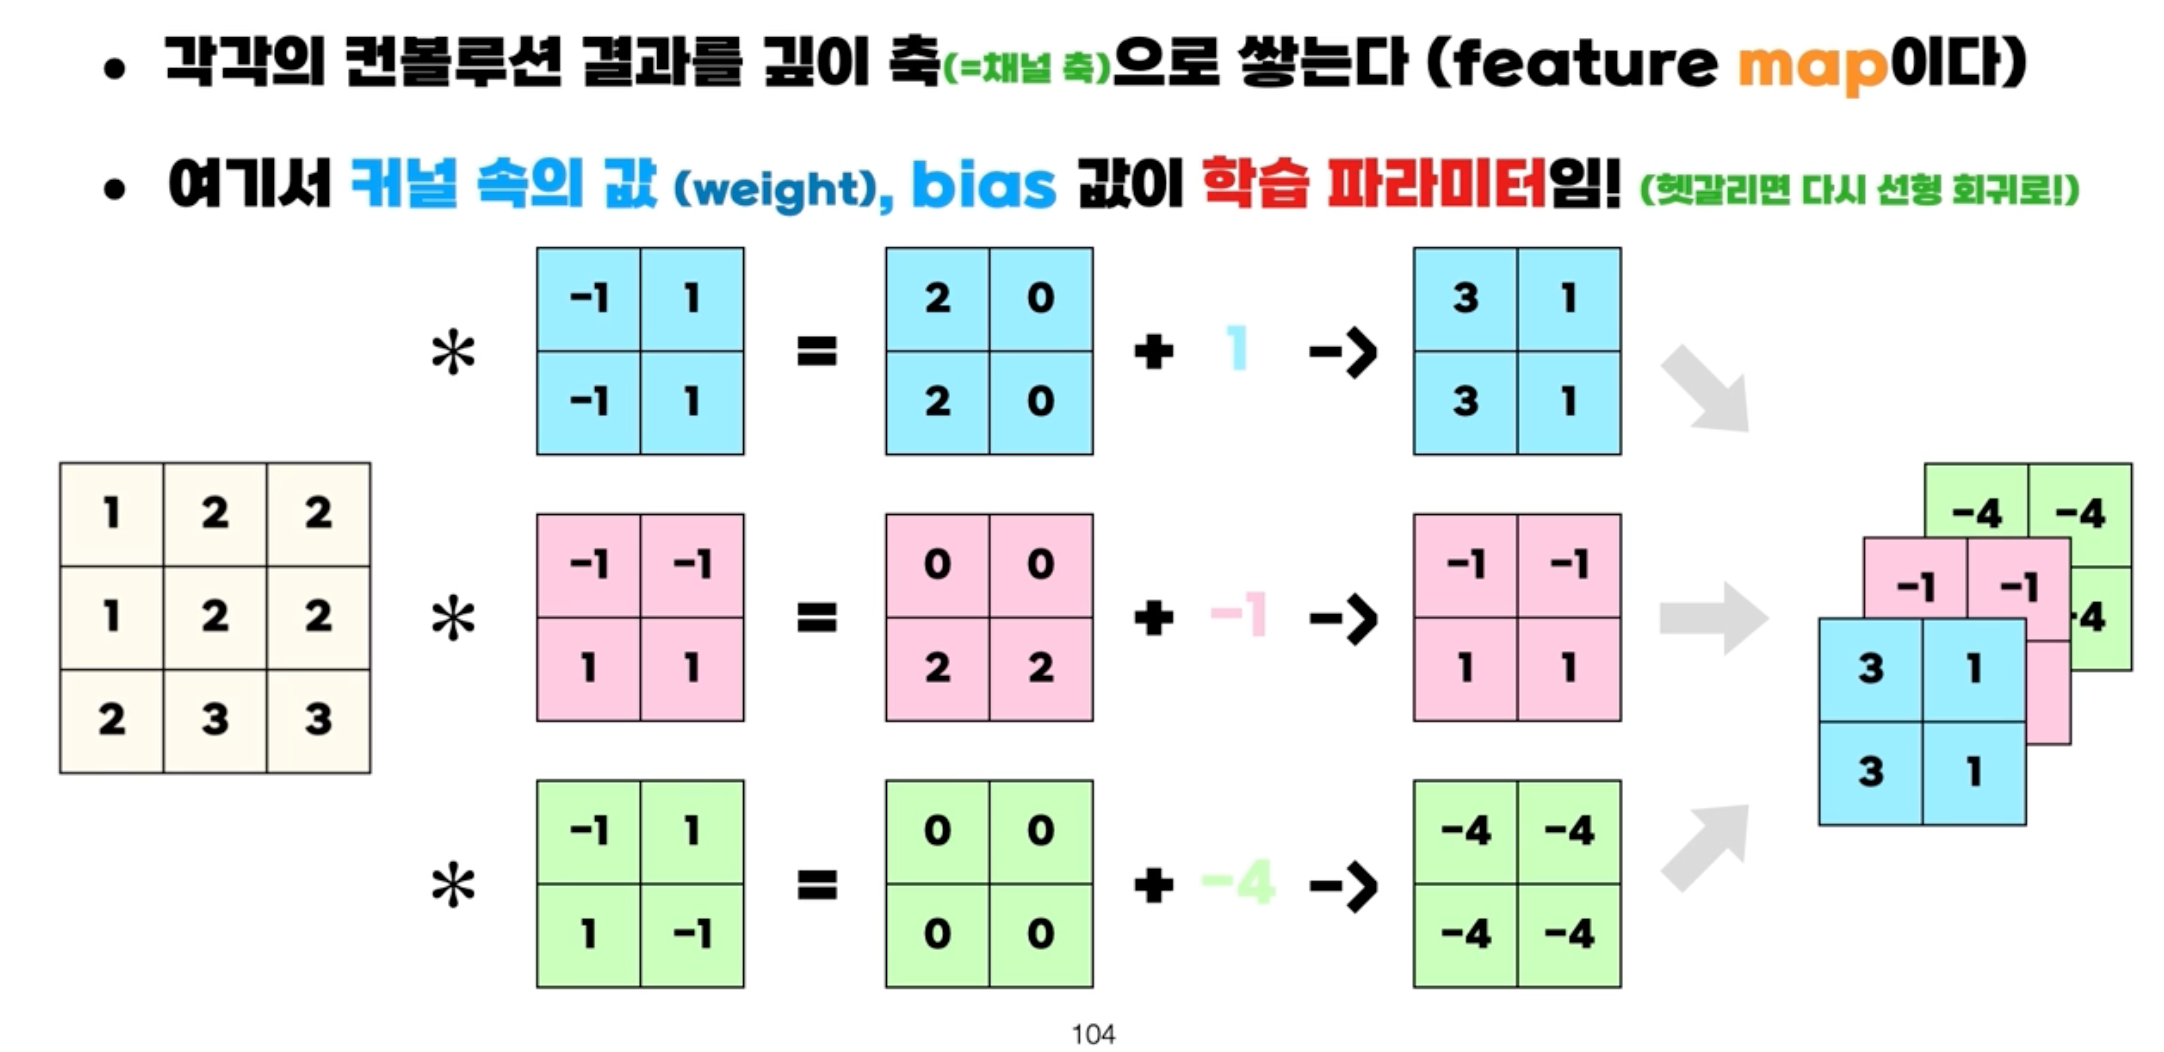 • 각각의 컨볼루션 결과를 깊이 축(=채널 축)으로 쌓는다 (feature map이다)
• 여기서 커널 속의 값 (weight), bias 값이 학습 파라미터임! (헷갈리면 다시 선형 회귀로!)
1 2 2
1 2 2
2 3 3
* -1 1 = 2 0 + 1 -> 3 1
-1 1 2 0 3 1
* -1 -1 = 0 0 + -1 -> -1 -1
1 1 2 2 1 1
* -1 1 = 0 0 + -4 -> -4 -4
1 -1 0 0 -4 -4
-4 -4
-4
-1 -1
3 1
3 1
104